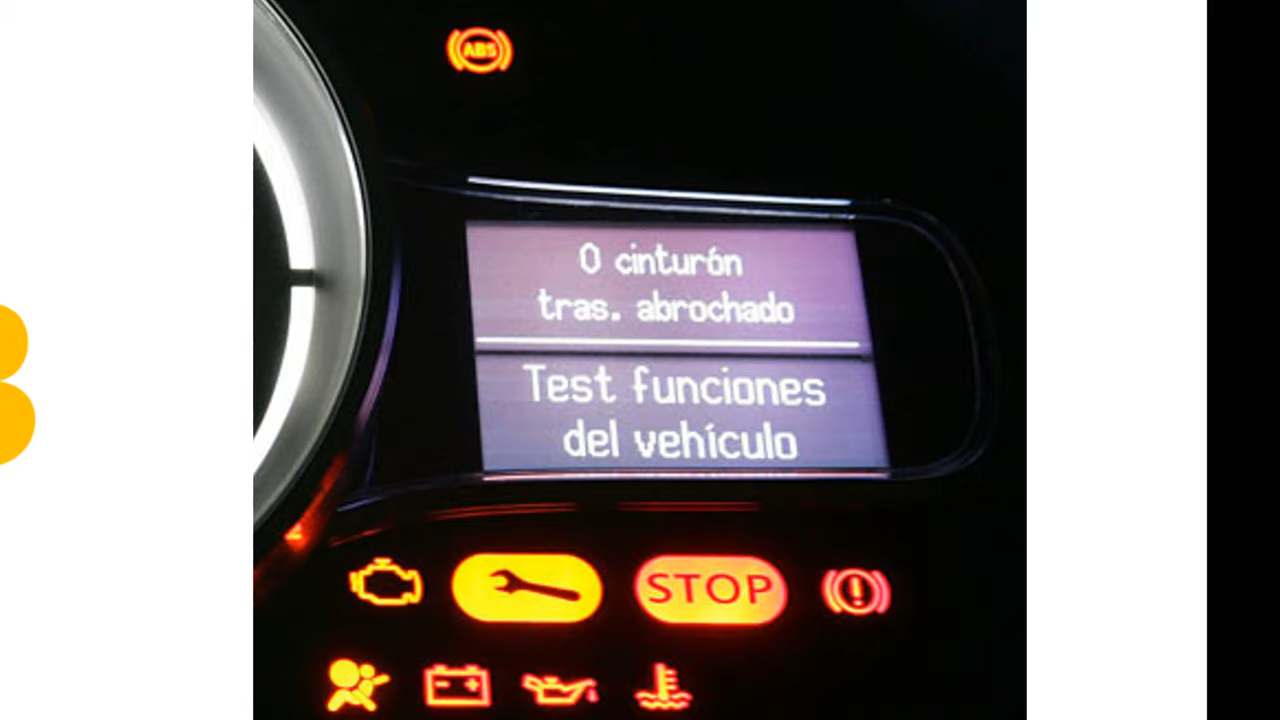 ABS
0 cinturón
tras. abrochado
Test funciones
del vehículo
STOP